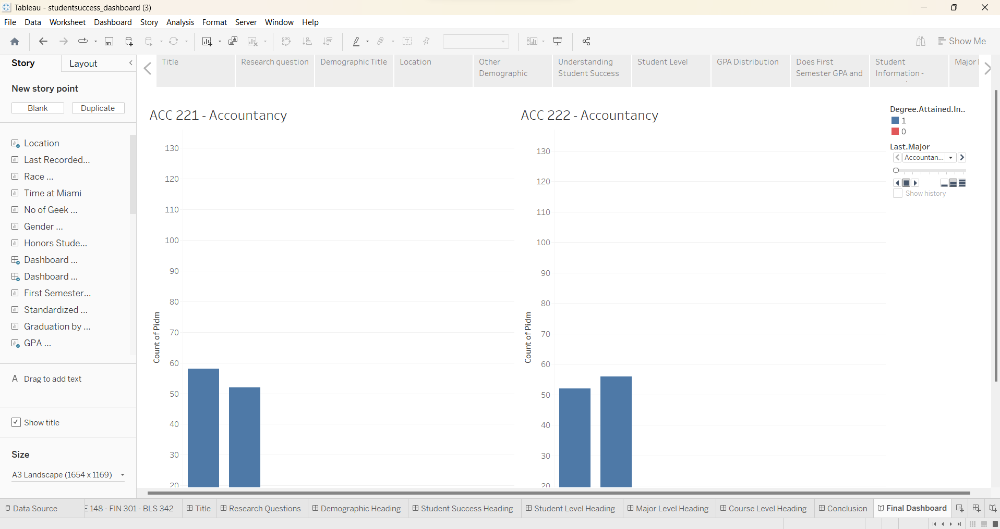 Tableau - studentsuccess_dashboard (3)
File Data Worksheet Dashboard Story Analysis Format Server Window Help
Show Me
Story Layout
New story point
Blank Duplicate
Location
Last Recorded...
Race ...
Time at Miami
No of Geek ...
Gender ...
Honors Stude...
Dashboard ...
Dashboard ...
First Semester...
Standardized ...
Graduation by ...
GPA ...
A Drag to add text
Show title
Size
A3 Landscape (1654 x 1169)
Title
Research question
Demographic Title
Location
Other
Demographic
Understanding
Student Success
Student Level
GPA Distribution
Does First
Semester GPA and
Student
Information -
Major
ACC 221 - Accountancy
130
120
110
100
90
80
70
60
50
40
30
20
Count of Pidm
ACC 222 - Accountancy
130
120
110
100
90
80
70
60
50
40
30
20
Count of Pidm
Degree.Attained.In..
1
0
Last.Major
Accountan...
Show history
Data Source
E 148 - FIN 301 - BLS 342
Title
Research Questions
Demographic Heading
Student Success Heading
Student Level Heading
Major Level Heading
Course Level Heading
Conclusion
Final Dashboard